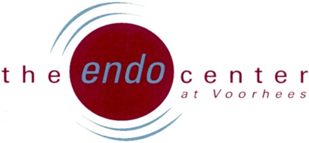 the endo center
at Voorhees